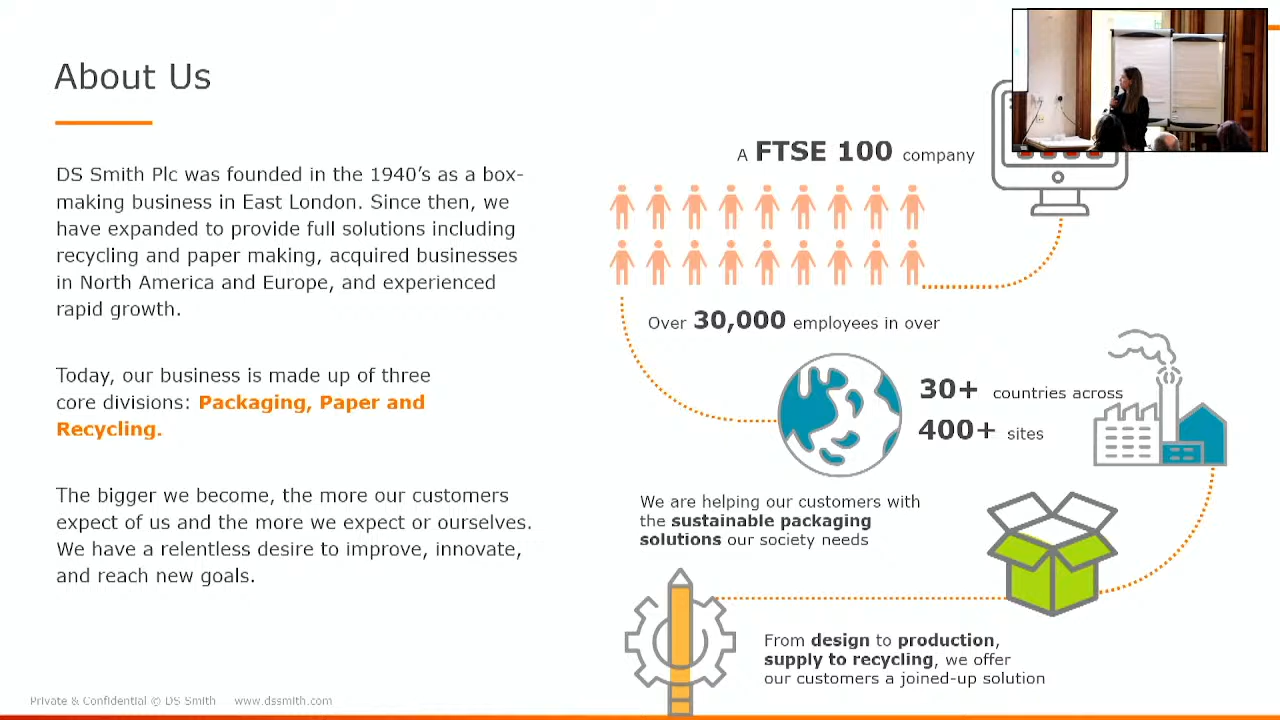 About Us
DS Smith Plc was founded in the 1940's as a box-
making business in East London. Since then, we
have expanded to provide full solutions including
recycling and paper making, acquired businesses
in North America and Europe, and experienced
rapid growth.
Today, our business is made up of three
core divisions: Packaging, Paper and
Recycling.
The bigger we become, the more our customers
expect of us and the more we expect or ourselves.
We have a relentless desire to improve, innovate,
and reach new goals.
A FTSE 100 company
Over 30,000 employees in over
30+ countries across
400+ sites
We are helping our customers with
the sustainable packaging
solutions our society needs
From design to production,
supply to recycling, we offer
our customers a joined-up solution
Private & Confidential © DS Smith www.dssmith.com